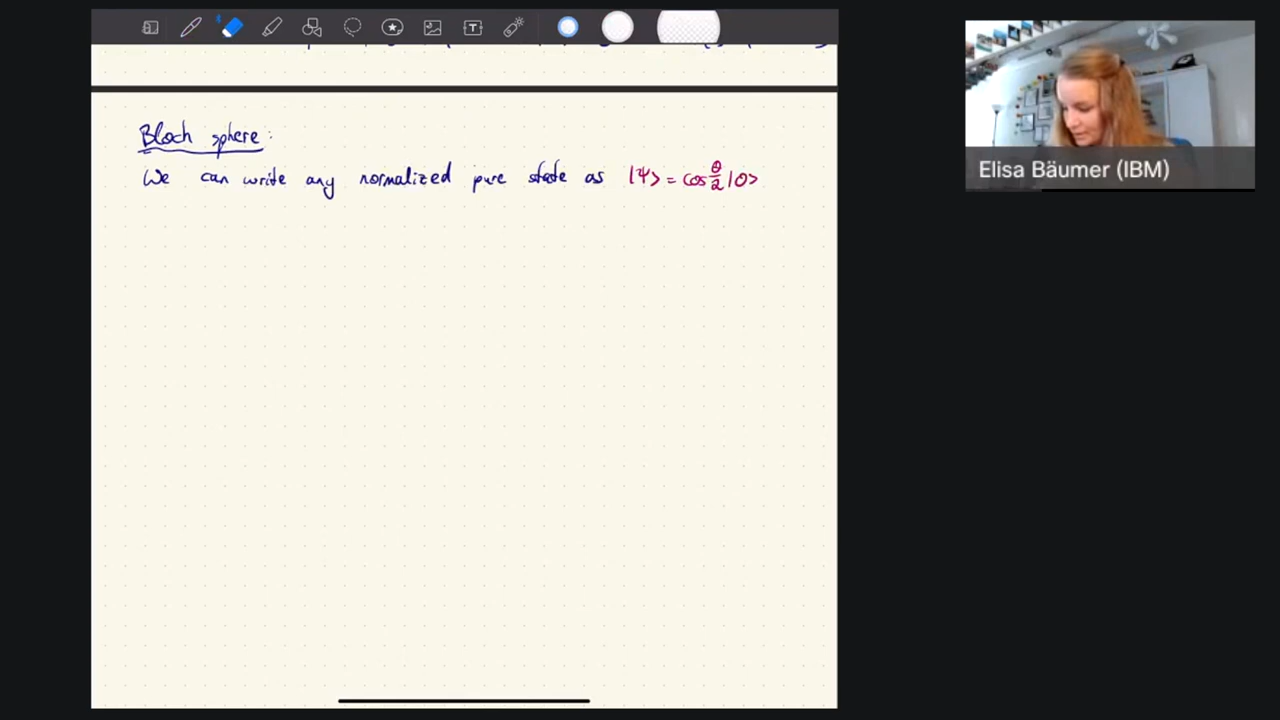 Bloch sphere:
We can write any normalized pure state as |ψ> = cos θ/2 |0>
Elisa Bäumer (IBM)